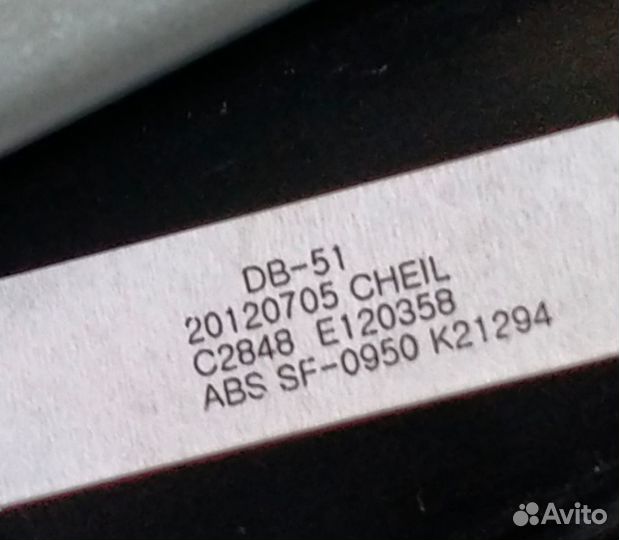 DB-51
20120705 CHEIL
C2848 E120358
ABS SF-0950 K21294
Avito